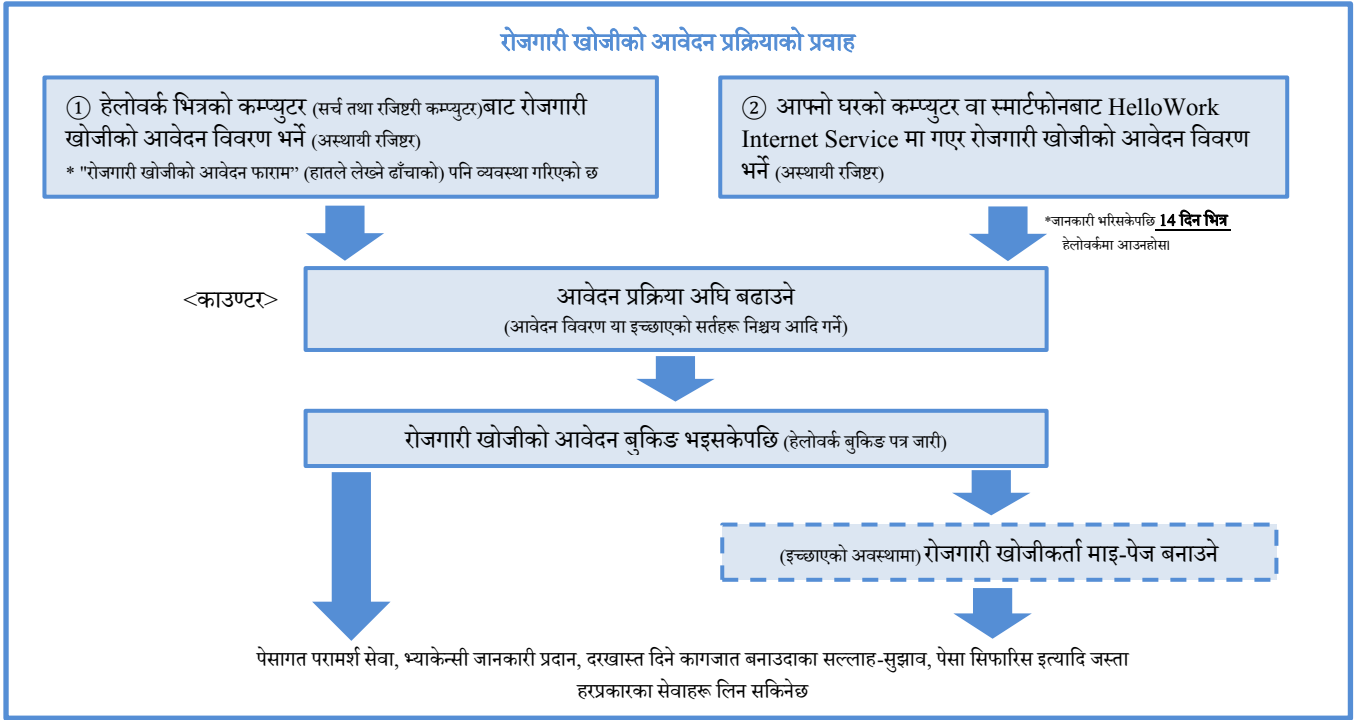 रोजगारी खोजीको आवेदन प्रक्रियाको प्रवाह
① हेलोवर्क भित्रको कम्प्युटर (सर्च तथा रजिष्टरी कम्प्युटर)बाट रोजगारी
खोजीको आवेदन विवरण भर्ने (अस्थायी रजिष्टर)
* "रोजगारी खोजीको आवेदन फाराम” (हातले लेख्ने ढाँचाको) पनि व्यवस्था गरिएको छ
② आफ्नो घरको कम्प्युटर वा स्मार्टफोनबाट HelloWork
Internet Service मा गएर रोजगारी खोजीको आवेदन विवरण
भर्ने (अस्थायी रजिष्टर)
*जानकारी भरिसकेपछि 14 दिन भित्र
हेलोवर्कमा आउनहोस।
<काउण्टर>
आवेदन प्रक्रिया अघि बढाउने
(आवेदन विवरण या इच्छाएको सर्तहरू निश्चय आदि गर्ने)
रोजगारी खोजीको आवेदन बुकिङ भइसकेपछि (हेलोवर्क बुकिङ पत्र जारी)
(इच्छाएको अवस्थामा) रोजगारी खोजीकर्ता माइ-पेज बनाउने
पेसागत परामर्श सेवा, भ्याकेन्सी जानकारी प्रदान, दरखास्त दिने कागजात बनाउदाका सल्लाह-सुझाव, पेसा सिफारिस इत्यादि जस्ता
हरप्रकारका सेवाहरू लिन सकिनेछ